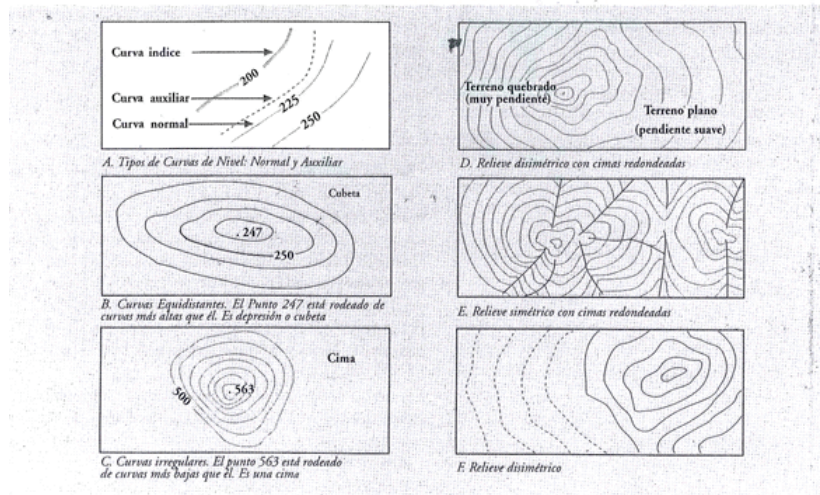 Curva indice
200
Curva auxiliar
225
Curva normal
250
A. Tipos de Curvas de Nivel: Normal y Auxiliar
Cubeta
. 247
250
B. Curvas Equidistantes. El Punto 247 está rodeado de
curvas más altas que él. Es depresión o cubeta
Cima
.563
500
C. Curvas irregulares. El punto 563 está rodeado
de curvas más bajas que él. Es una cima
Terreno quebrado
(muy pendiente)
Terreno plano
(pendiente suave)
D. Relieve disimétrico con cimas redondeadas
E. Relieve simétrico con cimas redondeadas
F. Relieve disimétrico